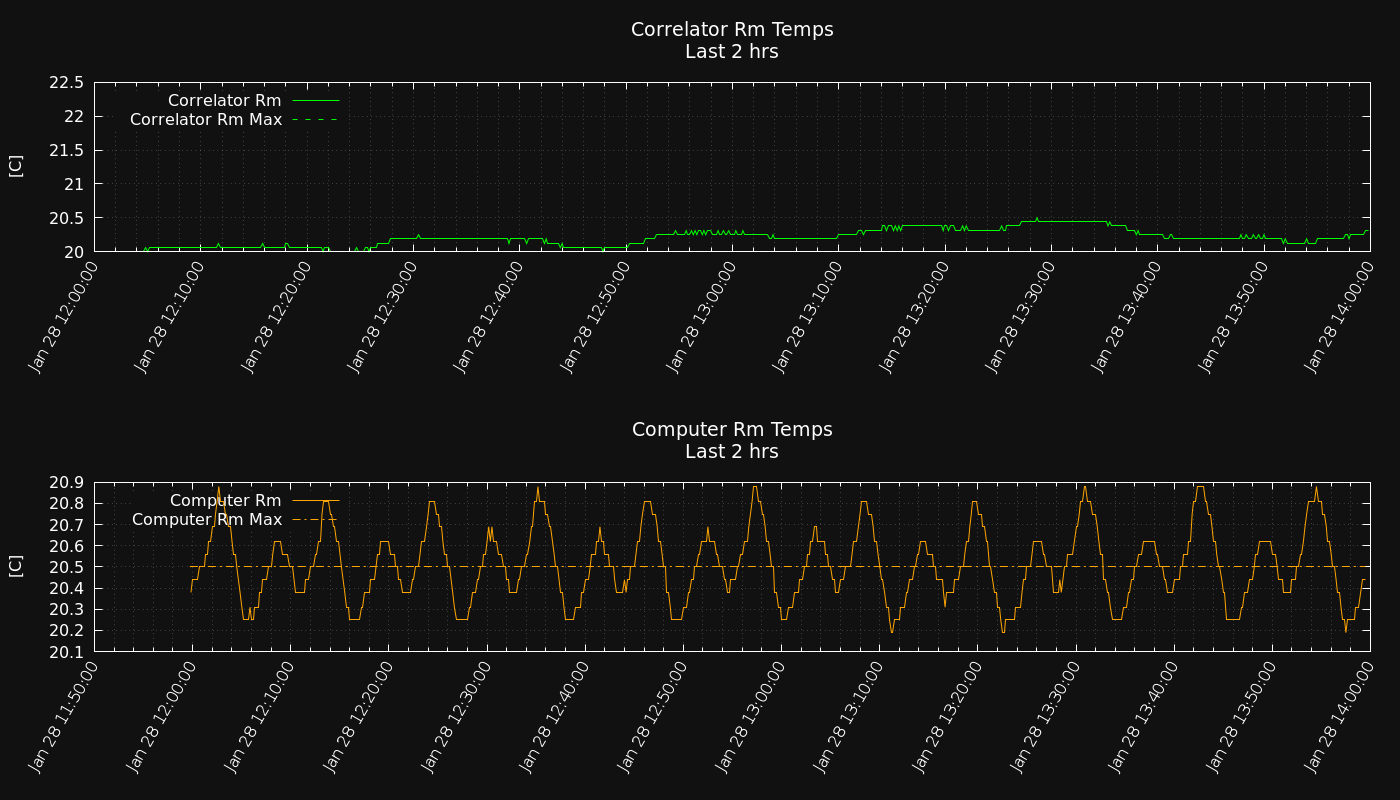 Correlator Rm Temps
Last 2 hrs
[C]
22.5
22
21.5
21
20.5
20
Correlator Rm
Correlator Rm Max
Jan 28 12:00:00
Jan 28 12:10:00
Jan 28 12:20:00
Jan 28 12:30:00
Jan 28 12:40:00
Jan 28 12:50:00
Jan 28 13:00:00
Jan 28 13:10:00
Jan 28 13:20:00
Jan 28 13:30:00
Jan 28 13:40:00
Jan 28 13:50:00
Jan 28 14:00:00
Computer Rm Temps
Last 2 hrs
[C]
20.9
20.8
20.7
20.6
20.5
20.4
20.3
20.2
20.1
Computer Rm
Computer Rm Max
Jan 28 11:50:00
Jan 28 12:00:00
Jan 28 12:10:00
Jan 28 12:20:00
Jan 28 12:30:00
Jan 28 12:40:00
Jan 28 12:50:00
Jan 28 13:00:00
Jan 28 13:10:00
Jan 28 13:20:00
Jan 28 13:30:00
Jan 28 13:40:00
Jan 28 13:50:00
Jan 28 14:00:00